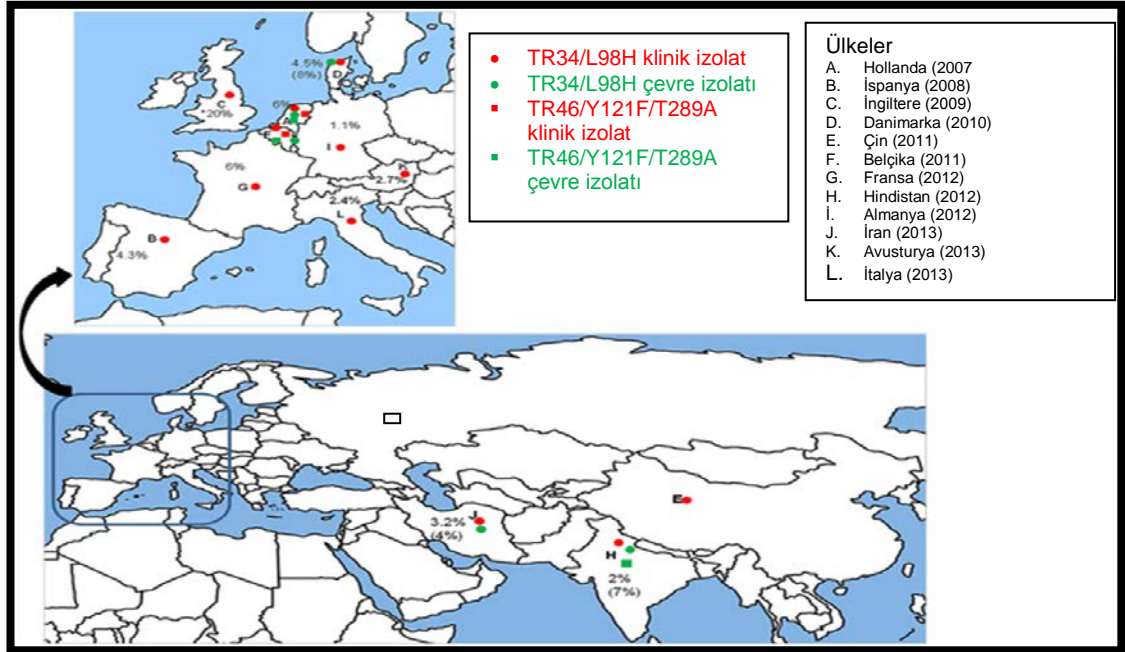 4.5%
(8%)
D
C
*20%
6%
A
F
1.1%
I
K
2.7%
6%
G
2.4%
L
B
4.3%
TR34/L98H klinik izolat
TR34/L98H çevre izolatı
TR46/Y121F/T289A
klinik izolat
TR46/Y121F/T289A
çevre izolatı
Ülkeler
A. Hollanda (2007
B. İspanya (2008)
C. İngiltere (2009)
D. Danimarka (2010)
E. Çin (2011)
F. Belçika (2011)
G. Fransa (2012)
H. Hindistan (2012)
İ. Almanya (2012)
J. İran (2013)
K. Avusturya (2013)
L. İtalya (2013)
E
J
3.2%
(4%)
H
2%
(7%)